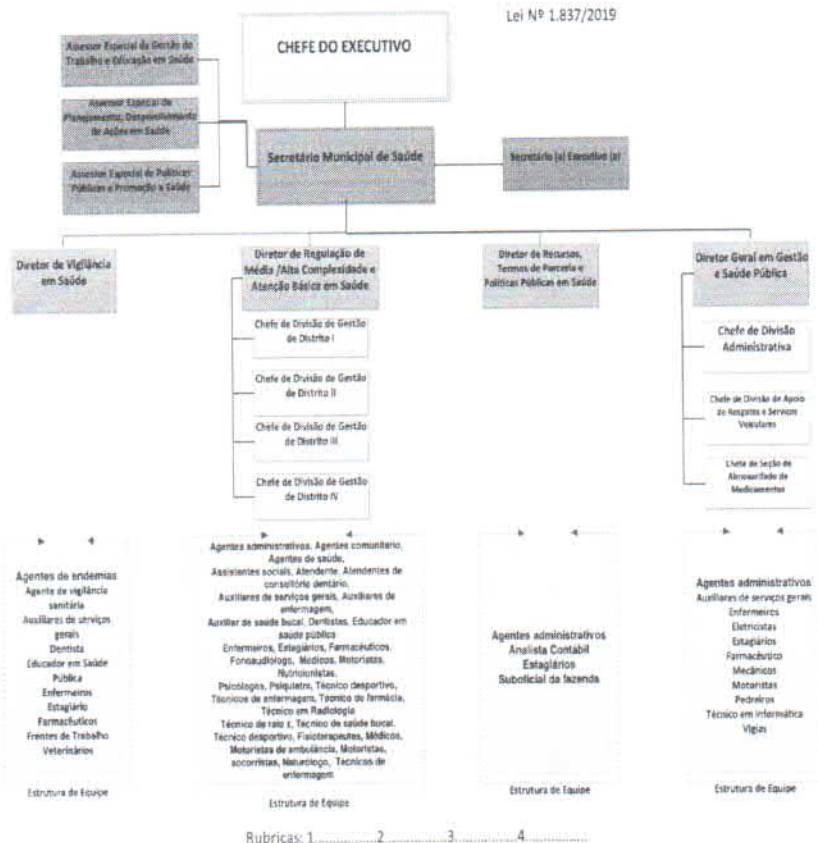 Lei Nº 1.837/2019
CHEFE DO EXECUTIVO
Assessor Especial da Gestão do
Trabalho e Educação em Saúde
Assessor Especial de
Planejamento, Desenvolvimento
de Ações em Saúde
Assessor Especial de Políticas
Públicas e Promoção a Saúde
Secretário Municipal de Saúde
Secretário (a) Executivo (a)
Diretor de Vigilância
em Saúde
Diretor de Regulação de
Média /Alta Complexidade e
Atenção Básica em Saúde
Chefe de Divisão de Gestão
de Distrito I
Chefe de Divisão de Gestão
de Distrito II
Chefe de Divisão de Gestão
de Distrito III
Chefe de Divisão de Gestão
de Distrito IV
Diretor de Recursos,
Termos de Parceria e
Políticas Públicas em Saúde
Diretor Geral em Gestão
e Saúde Pública
Chefe de Divisão
Administrativa
Chefe de Divisão de Apoio
de Resgates e Serviços
Veiculares
Chefe de Seção de
Almoxarifado de
Medicamentos
Agentes de endemias
Agente de vigilância
sanitária
Auxiliares de serviços
gerais
Dentista
Educador em Saúde
Pública
Enfermeiros
Estagiário
Farmacêuticos
Frentes de Trabalho
Veterinários
Estrutura de Equipe
Agentes administrativos, Agentes comunitario,
Agentes de saúde,
Assistentes sociais, Atendente, Atendentes de
consultório dentário,
Auxiliares de serviços gerais, Auxiliares de
enfermagem,
Auxiliar de saúde bucal, Dentistas, Educador em
saúde pública
Enfermeiros, Estagiários, Farmacêuticos,
Fonoaudiólogo, Médicos, Motoristas,
Nutricionistas,
Psicólogos, Psiquiatra, Técnico desportivo,
Técnicos de enfermagem, Técnico de farmácia,
Técnico em Radiologia
Técnico de raio x, Técnico de saúde bucal,
Técnico desportivo, Fisioterapeutas, Médicos,
Motoristas de ambulância, Motoristas,
socorristas, Naturólogo, Tecnicos de
enfermagem
Estrutura de Equipe
Agentes administrativos
Analista Contábil
Estagiários
Suboficial da fazenda
Estrutura de Equipe
Agentes administrativos
Auxiliares de serviços gerais
Enfermeiros
Eletricistas
Estagiários
Farmacêutico
Mecânicos
Motoristas
Pedreiros
Técnico em informática
Vigias
Estrutura de Equipe
Rubricas: 1..................2..................3..................4..................